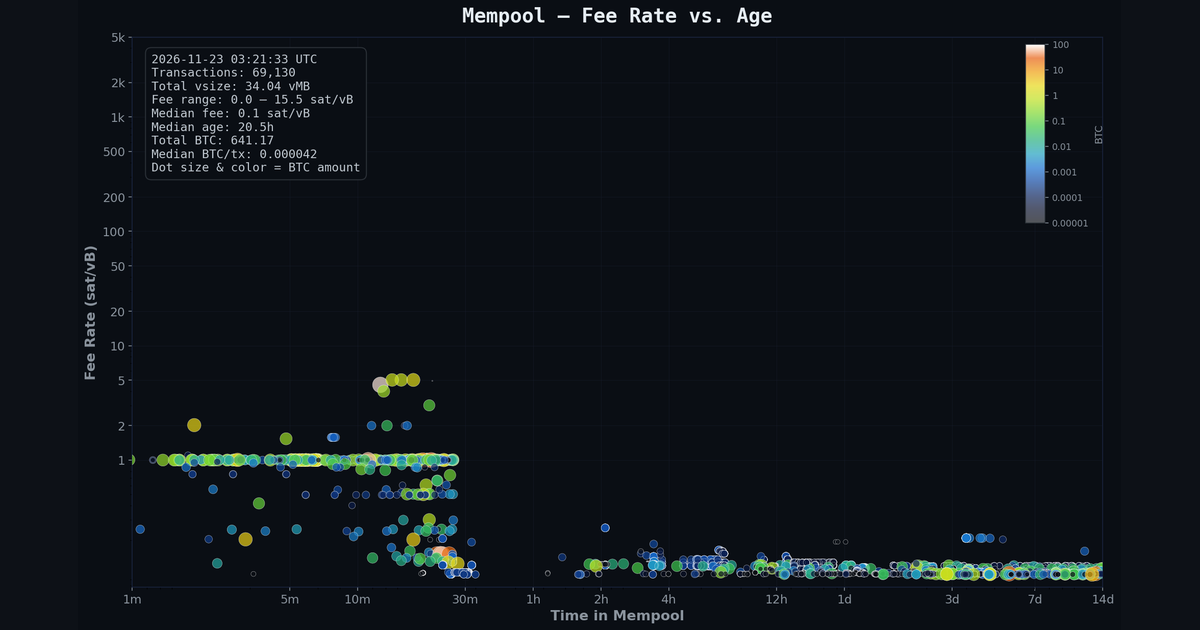 Mempool — Fee Rate vs. Age
2026-11-23 03:21:33 UTC
Transactions: 69,130
Total vsize: 34.04 vMB
Fee range: 0.0 — 15.5 sat/vB
Median fee: 0.1 sat/vB
Median age: 20.5h
Total BTC: 641.17
Median BTC/tx: 0.000042
Dot size & color = BTC amount
Fee Rate (sat/vB)
5k
2k
1k
500
200
100
50
20
10
5
2
1
100
10
1
0.1
0.01
0.001
0.0001
0.00001
BTC
1m
5m
10m
30m
1h
2h
4h
12h
1d
3d
7d
14d
Time in Mempool